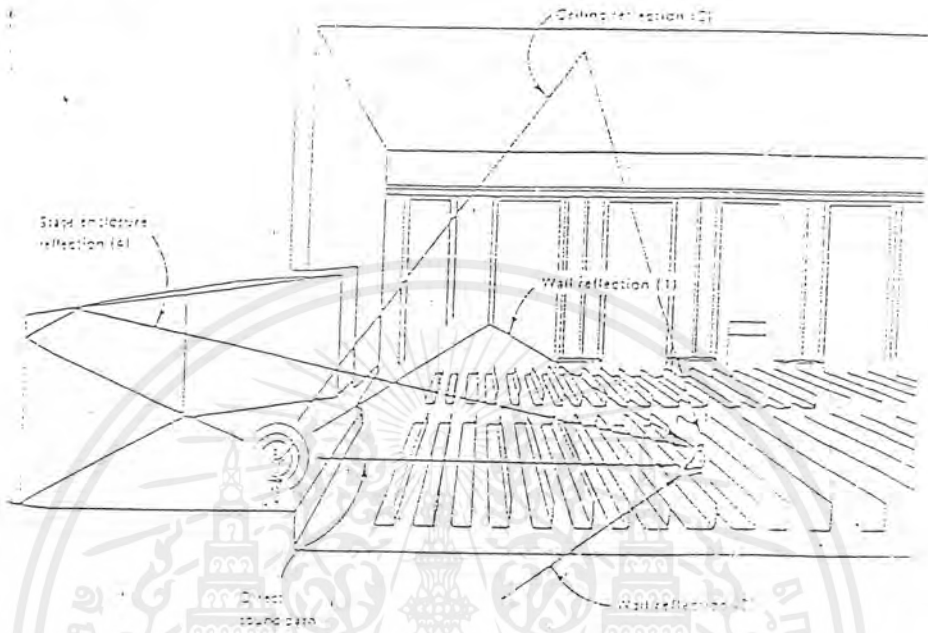 Ceiling reflection (3)
Stage enclosure
reflection (4)
Wall reflection (1)
Direct
sound path
Wall reflection (2)